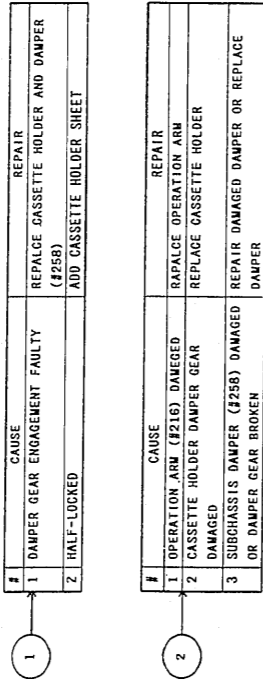 1
# CAUSE REPAIR
1 DAMPER GEAR ENGAGEMENT FAULTY REPALCE CASSETTE HOLDER AND DAMPER
(#258)
2 HALF-LOCKED ADD CASSETTE HOLDER SHEET
2
# CAUSE REPAIR
1 OPERATION ARM (#216) DAMEGED RAPALCE OPERATION ARM
2 CASSETTE HOLDER DAMPER GEAR REPLACE CASSETTE HOLDER
DAMAGED
3 SUBCHASSIS DAMPER (#258) DAMAGED REPAIR DAMAGED DAMPER OR REPLACE
OR DAMPER GEAR BROKEN DAMPER